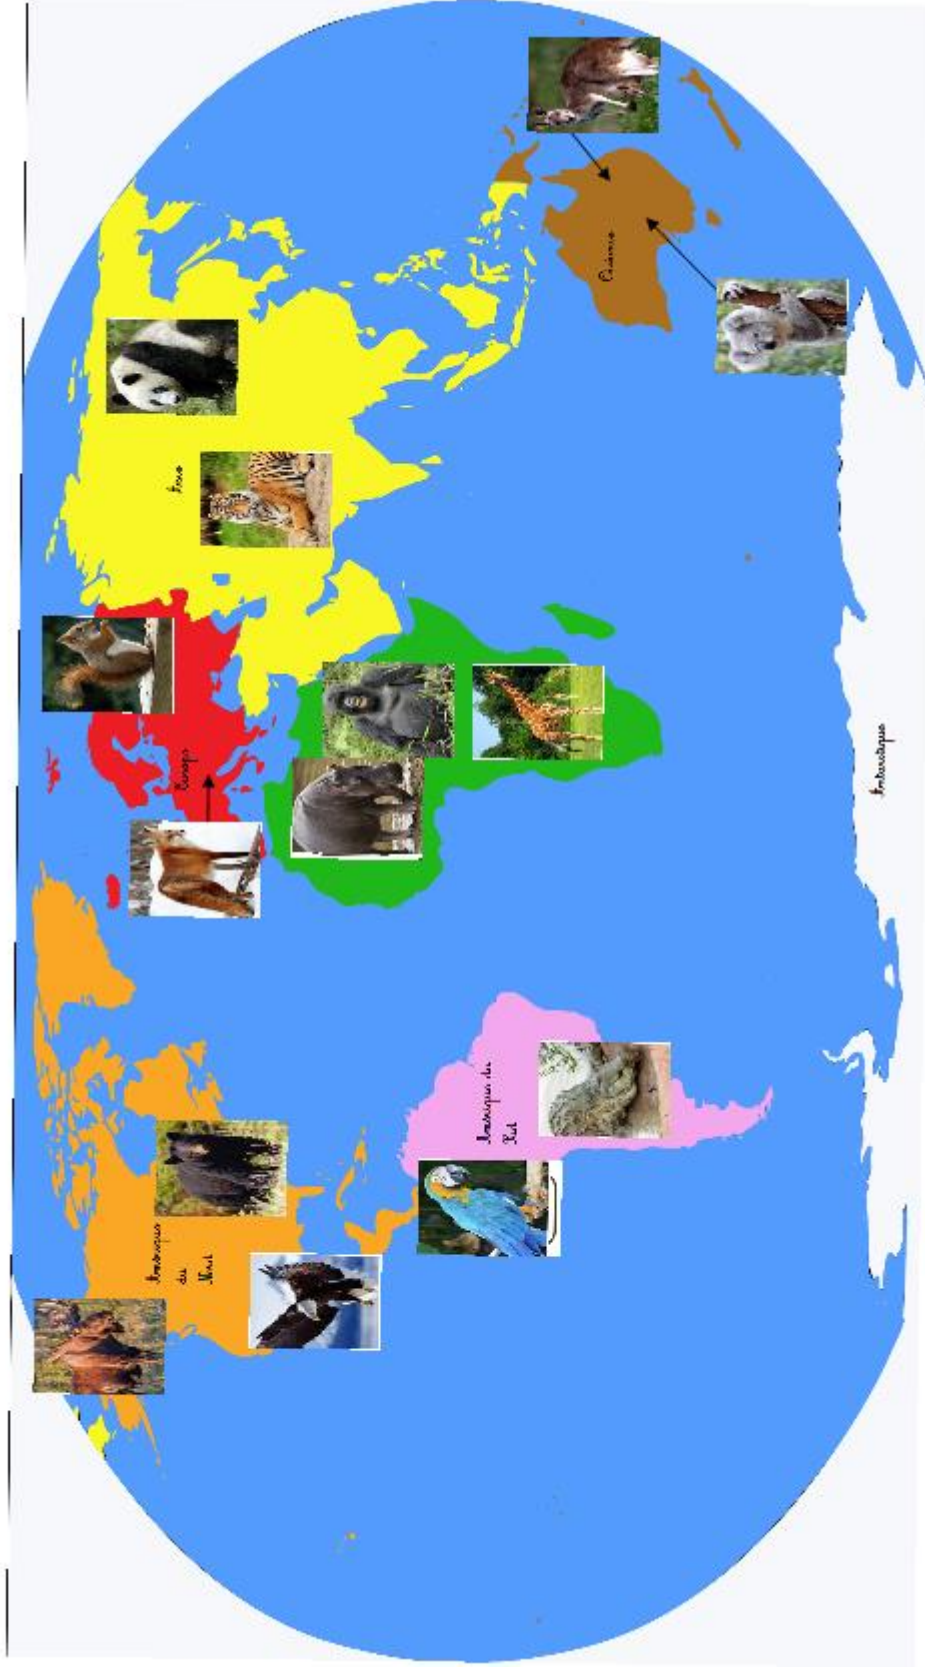 Amérique
du
Nord
Amérique du
Sud
Europe
Asie
Océanie
Antarctique